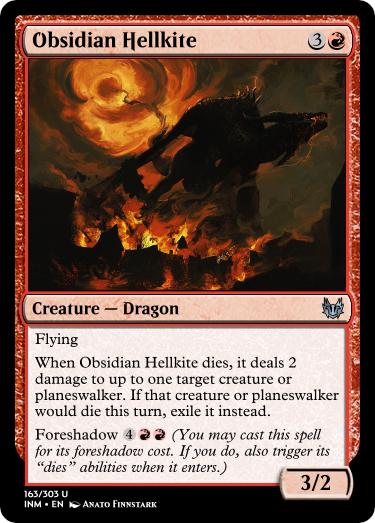 Obsidian Hellkite 3
Creature — Dragon
Flying
When Obsidian Hellkite dies, it deals 2
damage to up to one target creature or
planeswalker. If that creature or planeswalker
would die this turn, exile it instead.
Foreshadow 4 (You may cast this spell
for its foreshadow cost. If you do, also trigger its
"dies" abilities when it enters.)
3/2
163/303 U
INM • EN Anato Finnstark